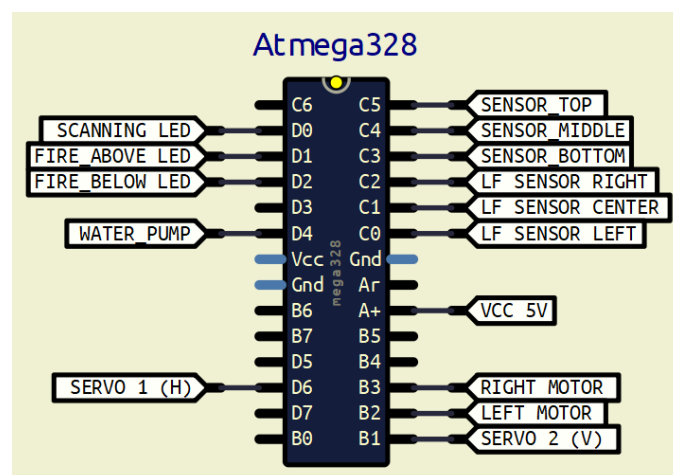 Atmega328
C6 C5 SENSOR_TOP
SCANNING LED D0 C4 SENSOR_MIDDLE
FIRE_ABOVE LED D1 C3 SENSOR_BOTTOM
FIRE_BELOW LED D2 C2 LF SENSOR RIGHT
D3 C1 LF SENSOR CENTER
WATER_PUMP D4 C0 LF SENSOR LEFT
Vcc Gnd
mega328
Gnd Ar
B6 A+ VCC 5V
B7 B5
D5 B4
SERVO 1 (H) D6 B3 RIGHT MOTOR
D7 B2 LEFT MOTOR
B0 B1 SERVO 2 (V)